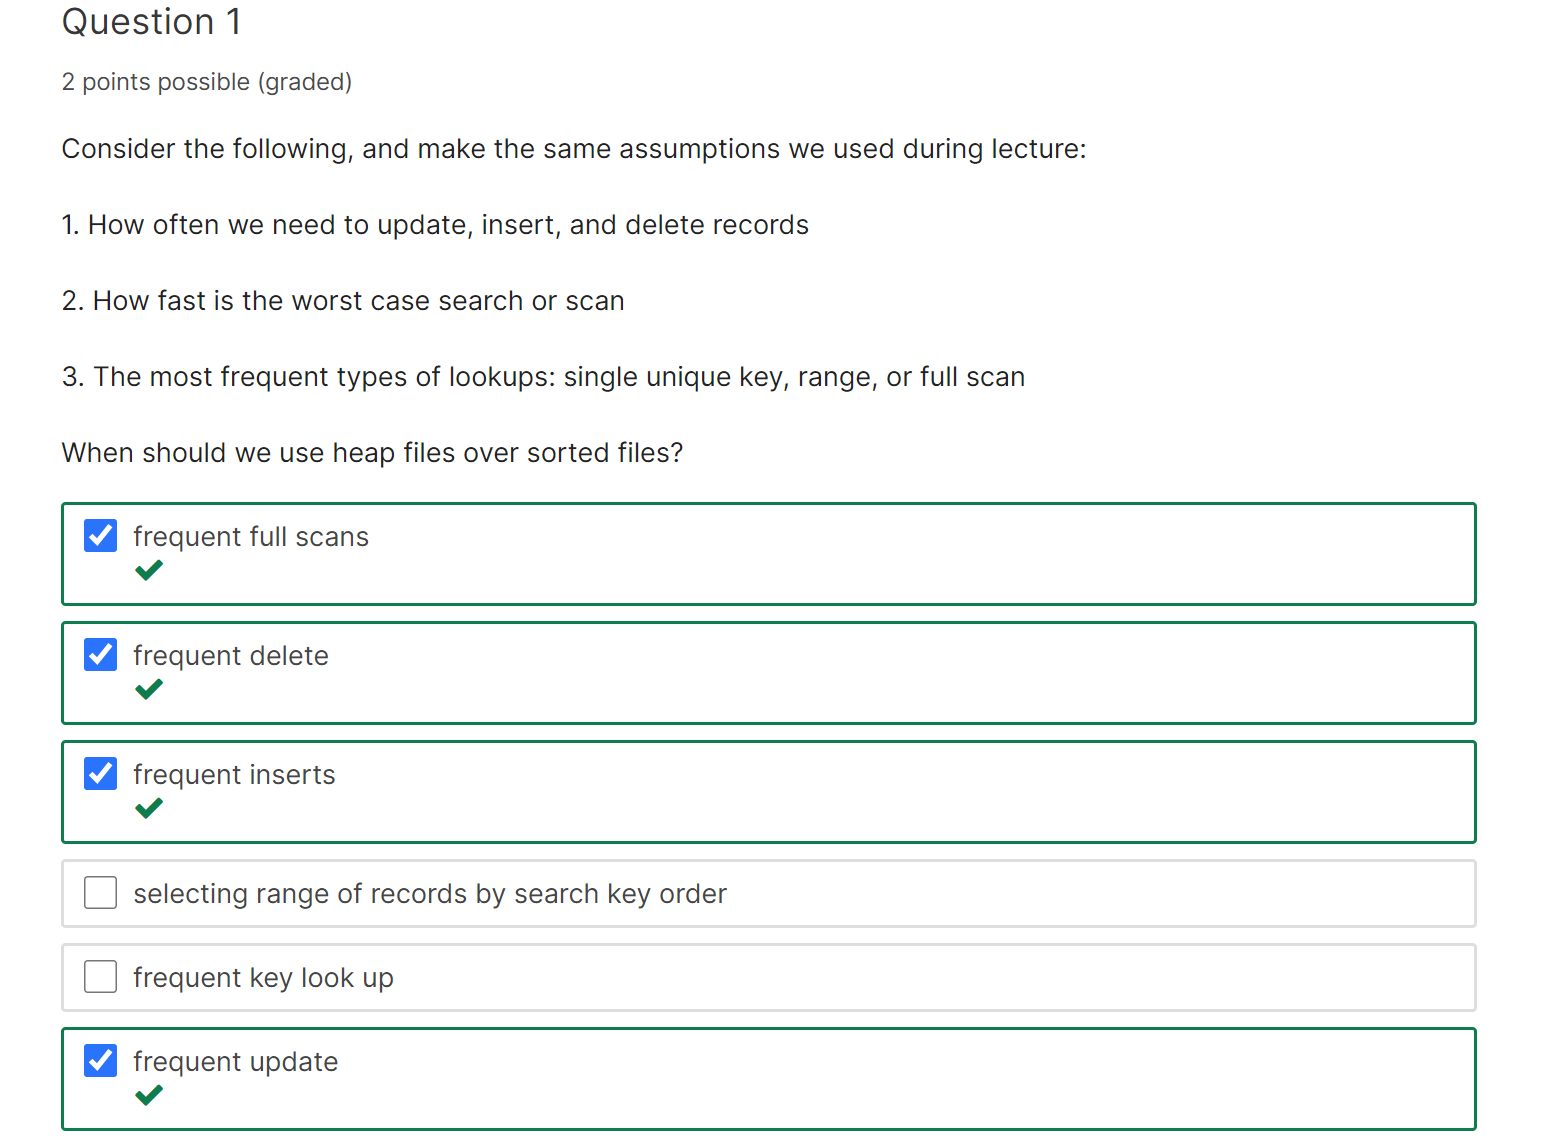 Question 1
2 points possible (graded)
Consider the following, and make the same assumptions we used during lecture:
1. How often we need to update, insert, and delete records
2. How fast is the worst case search or scan
3. The most frequent types of lookups: single unique key, range, or full scan
When should we use heap files over sorted files?
frequent full scans
frequent delete
frequent inserts
selecting range of records by search key order
frequent key look up
frequent update